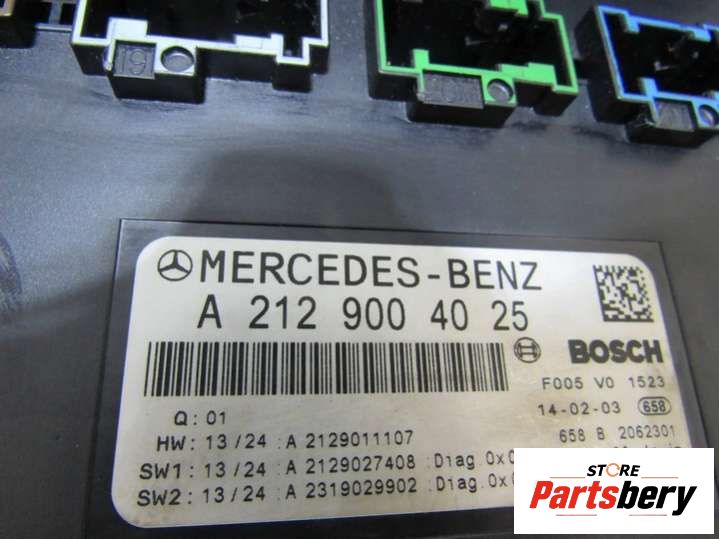 19
MERCEDES-BENZ
A 212 900 40 25
BOSCH
F005 V0 1523
Q: 01
14-02-03 658
HW: 13/24 : A 2129011107
658 B 2062301
SW1: 13/24 : A 2129027408 :Diag.0x0
SW2: 13/24 : A 2319029902 :Diag.0x0
STORE
Partsbery